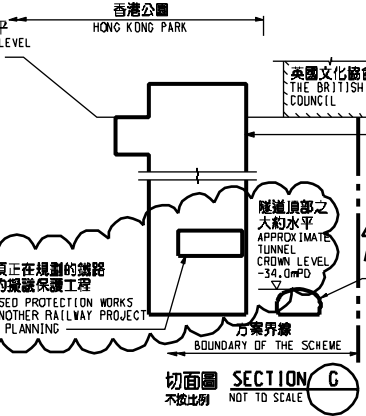 香港公園
HONG KONG PARK
平
LEVEL
英國文化協會
THE BRITISH
COUNCIL
隧道頂部之
大約水平
APPROXIMATE
TUNNEL
CROWN LEVEL
-34.0mPD
正在規劃的鐵路
擬議保護工程
SED PROTECTION WORKS
NOTHER RAILWAY PROJECT
PLANNING
方案界線
BOUNDARY OF THE SCHEME
切面圖 SECTION G
不按比例 NOT TO SCALE